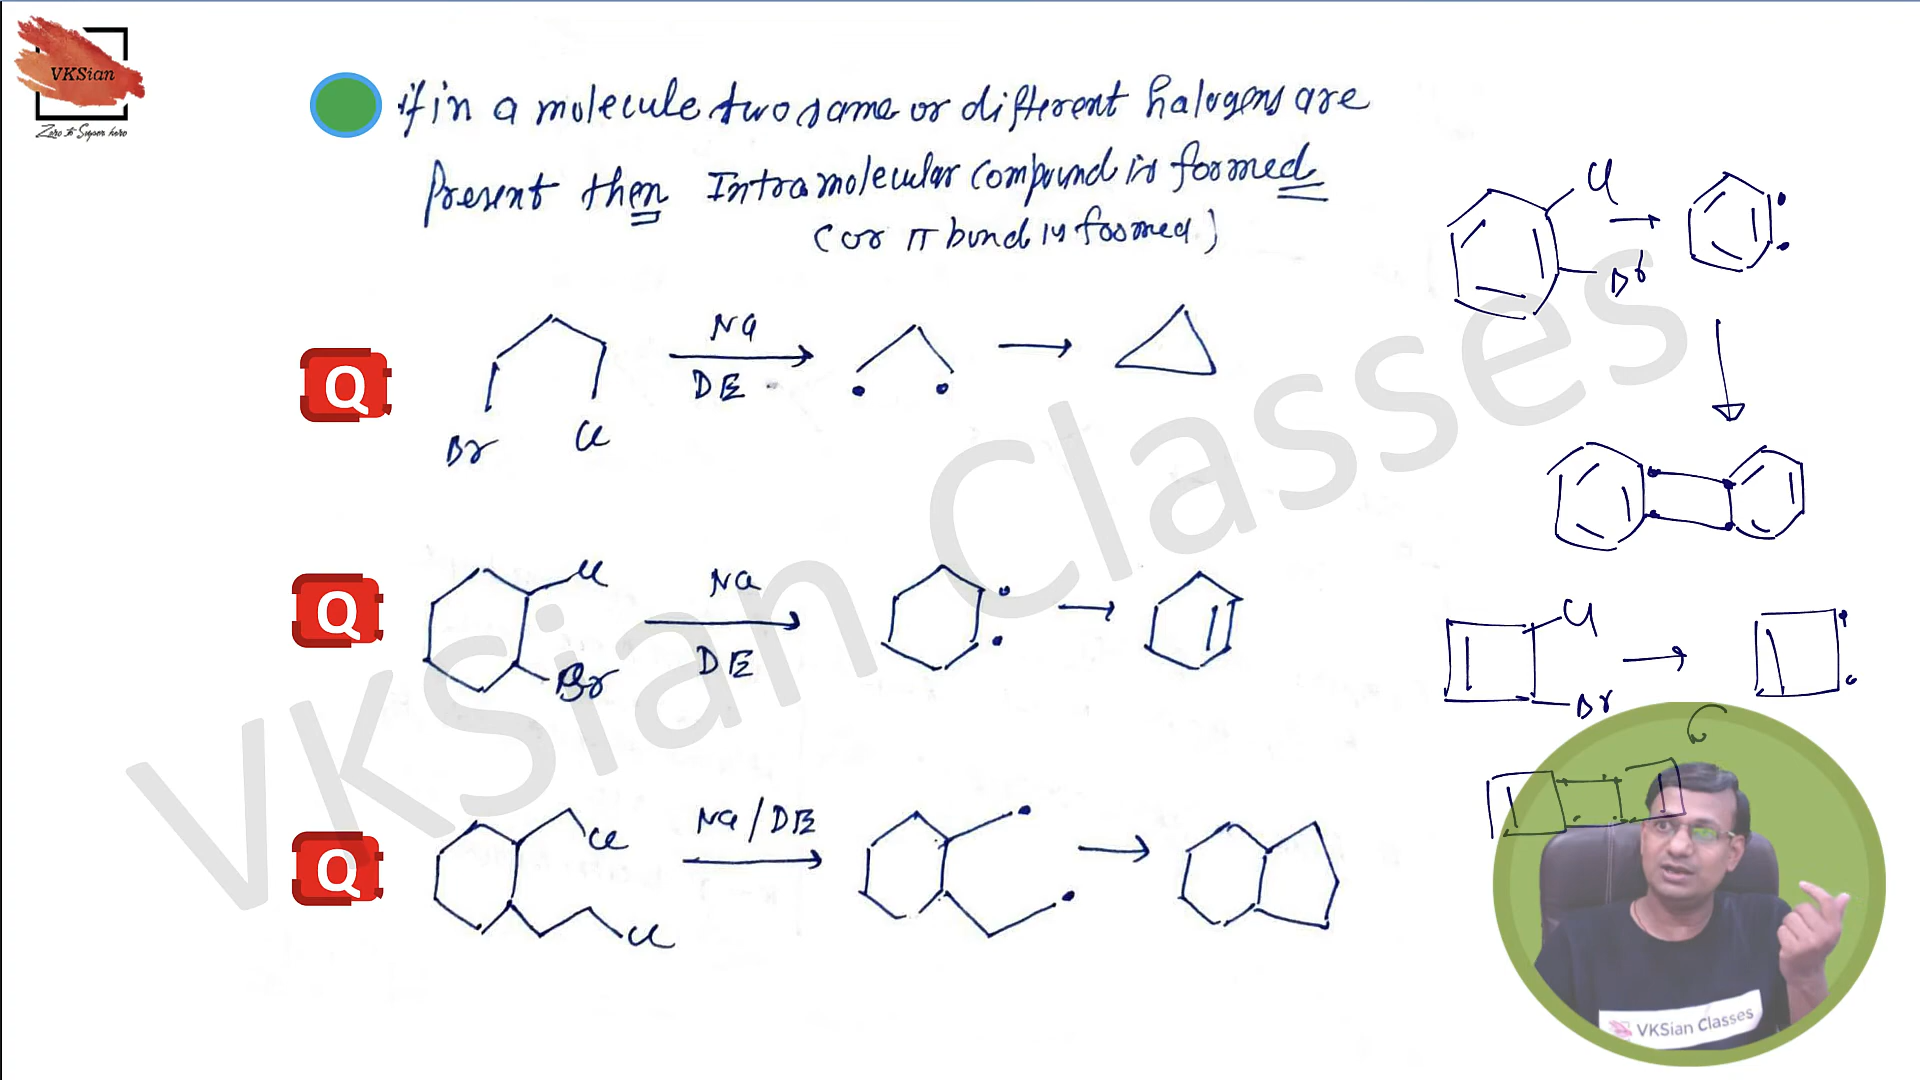 VKSian
Zero to Super hero
if in a molecule two same or different halogens are
Present then Intramolecular Compound is formed
(or π bond is formed)
Cl
Br
Q
Br
Cl
Na
DE
Q
Cl
Br
Na
DE
Cl
Br
Q
Cl
Cl
Na/DE
VKSian Classes
VKSian Classes